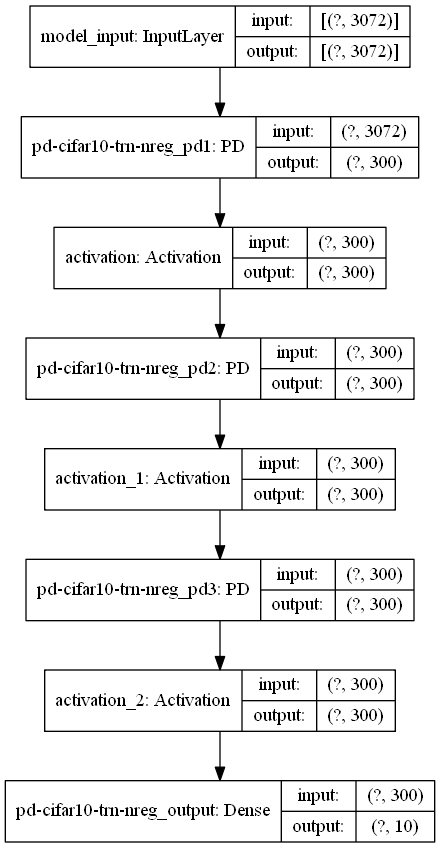 model_input: InputLayer
input: [(?, 3072)]
output: [(?, 3072)]
pd-cifar10-trn-nreg_pd1: PD
input: (?, 3072)
output: (?, 300)
activation: Activation
input: (?, 300)
output: (?, 300)
pd-cifar10-trn-nreg_pd2: PD
input: (?, 300)
output: (?, 300)
activation_1: Activation
input: (?, 300)
output: (?, 300)
pd-cifar10-trn-nreg_pd3: PD
input: (?, 300)
output: (?, 300)
activation_2: Activation
input: (?, 300)
output: (?, 300)
pd-cifar10-trn-nreg_output: Dense
input: (?, 300)
output: (?, 10)